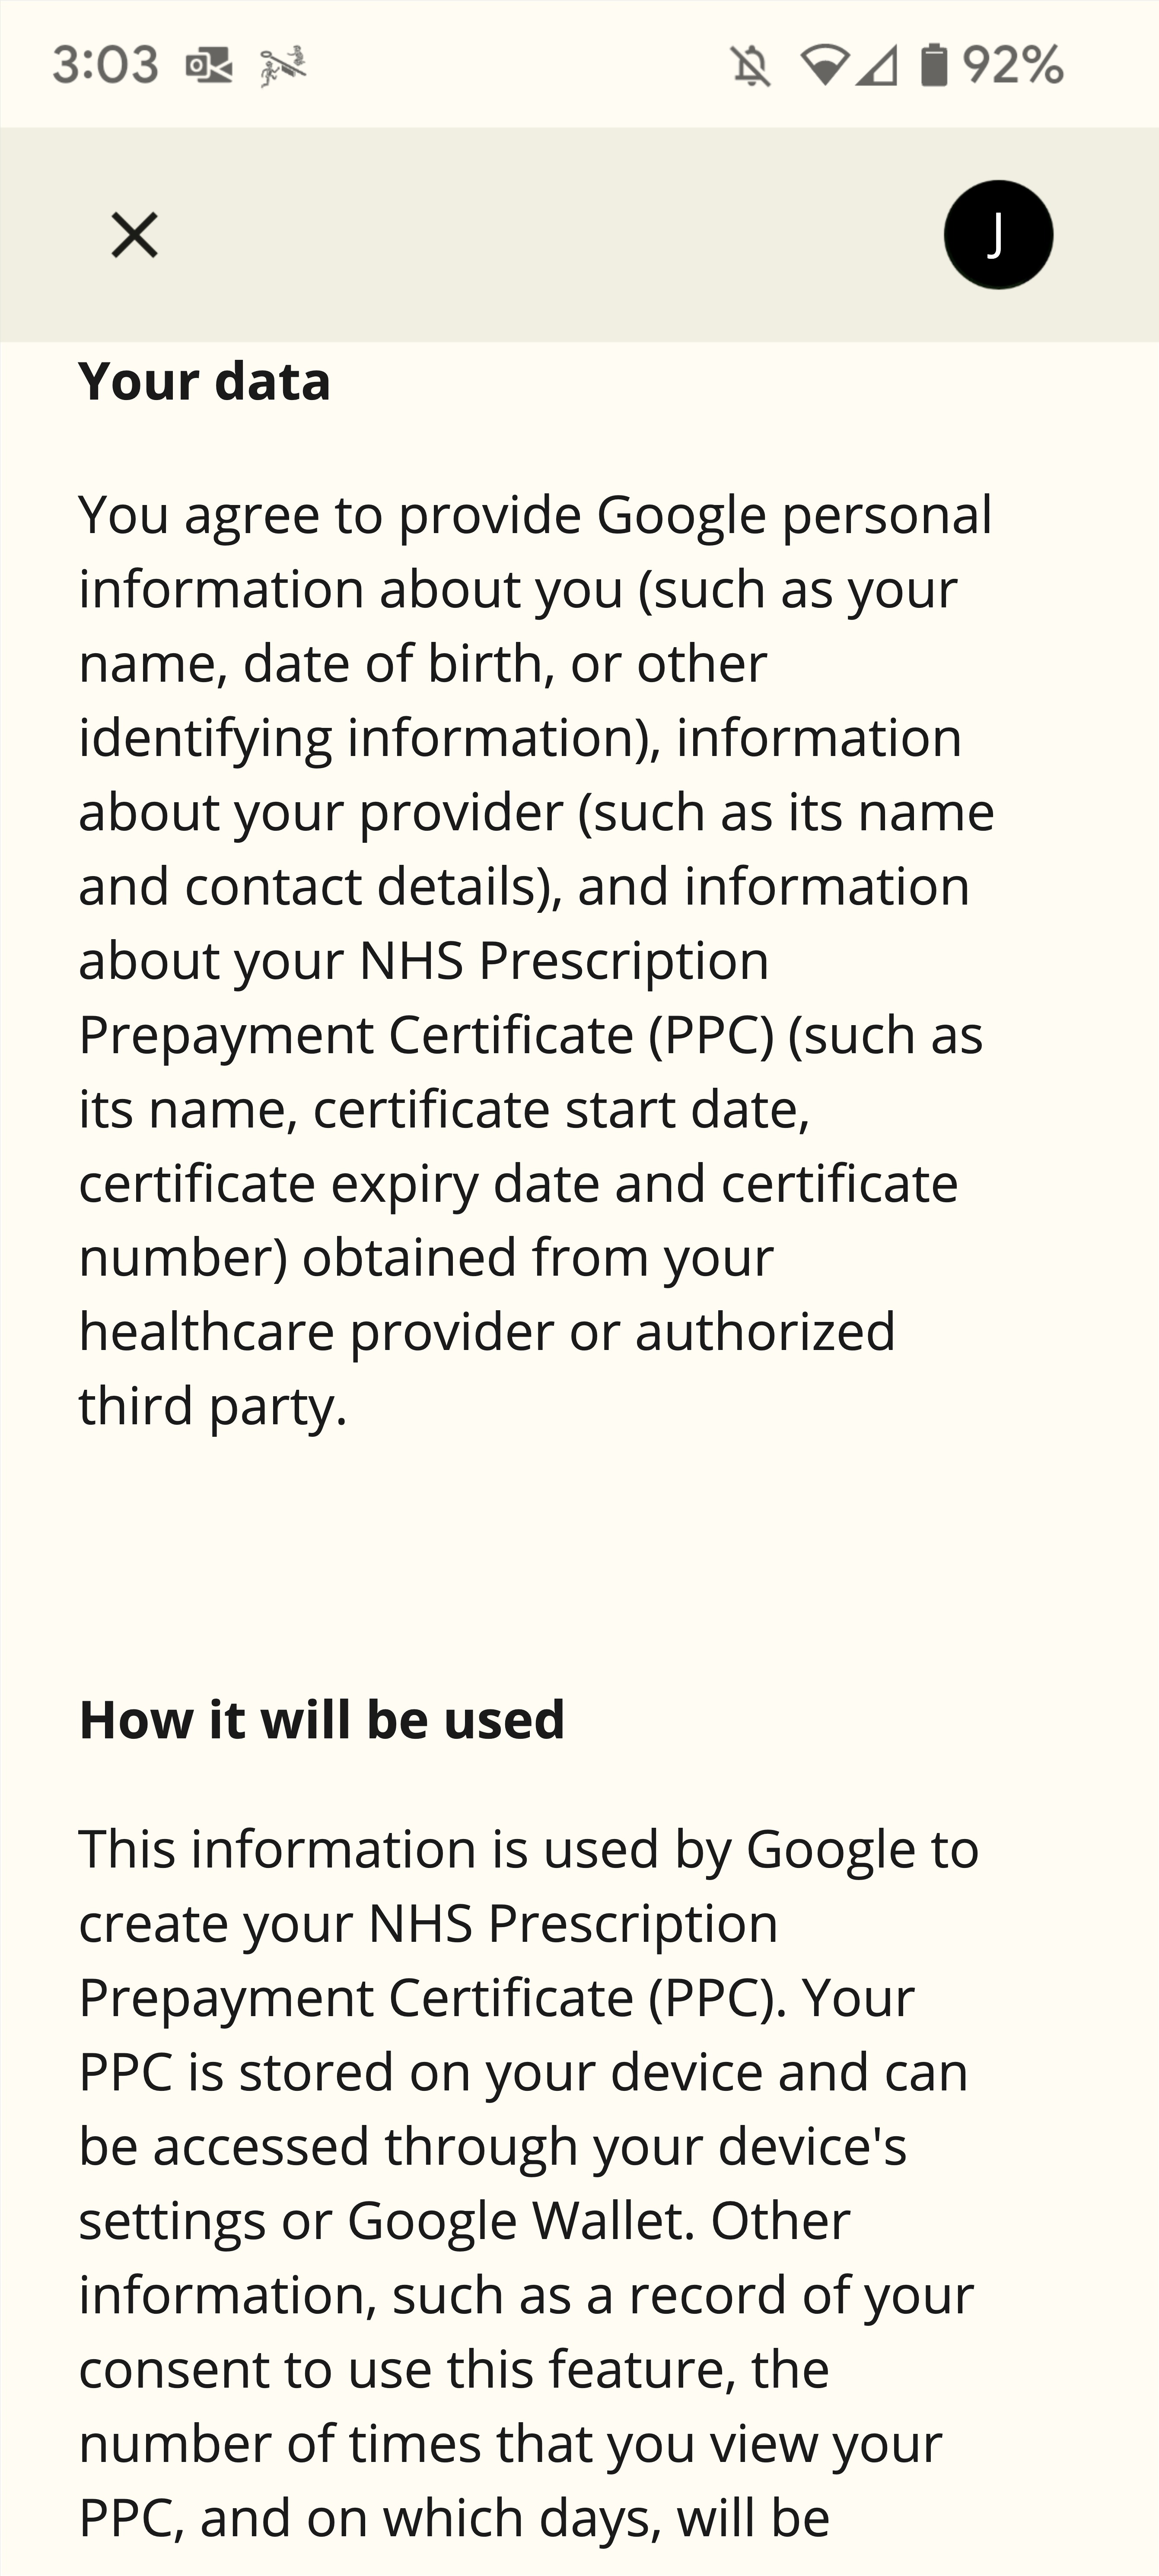 3:03 92%
J
Your data
You agree to provide Google personal
information about you (such as your
name, date of birth, or other
identifying information), information
about your provider (such as its name
and contact details), and information
about your NHS Prescription
Prepayment Certificate (PPC) (such as
its name, certificate start date,
certificate expiry date and certificate
number) obtained from your
healthcare provider or authorized
third party.
How it will be used
This information is used by Google to
create your NHS Prescription
Prepayment Certificate (PPC). Your
PPC is stored on your device and can
be accessed through your device's
settings or Google Wallet. Other
information, such as a record of your
consent to use this feature, the
number of times that you view your
PPC, and on which days, will be